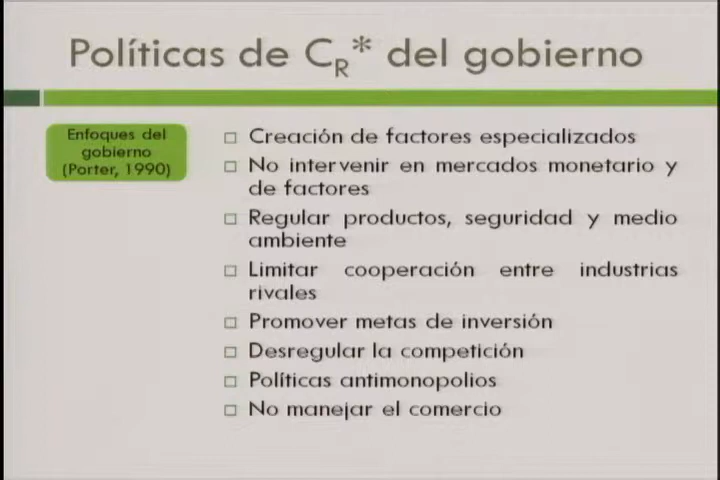 Políticas de CR* del gobierno
Enfoques del
gobierno
(Porter, 1990)
□ Creación de factores especializados
□ No intervenir en mercados monetario y
de factores
□ Regular productos, seguridad y medio
ambiente
□ Limitar cooperación entre industrias
rivales
□ Promover metas de inversión
□ Desregular la competición
□ Políticas antimonopolios
□ No manejar el comercio